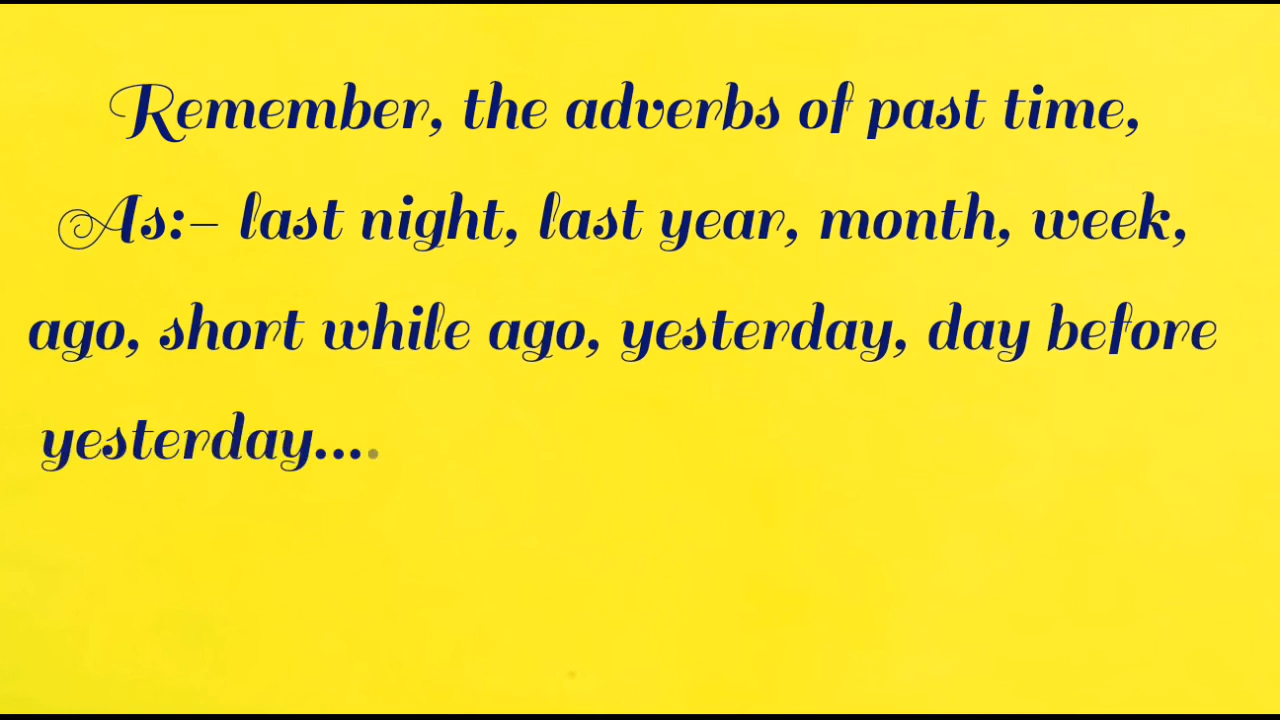 Remember, the adverbs of past time,
As:- last night, last year, month, week,
ago, short while ago, yesterday, day before
yesterday....